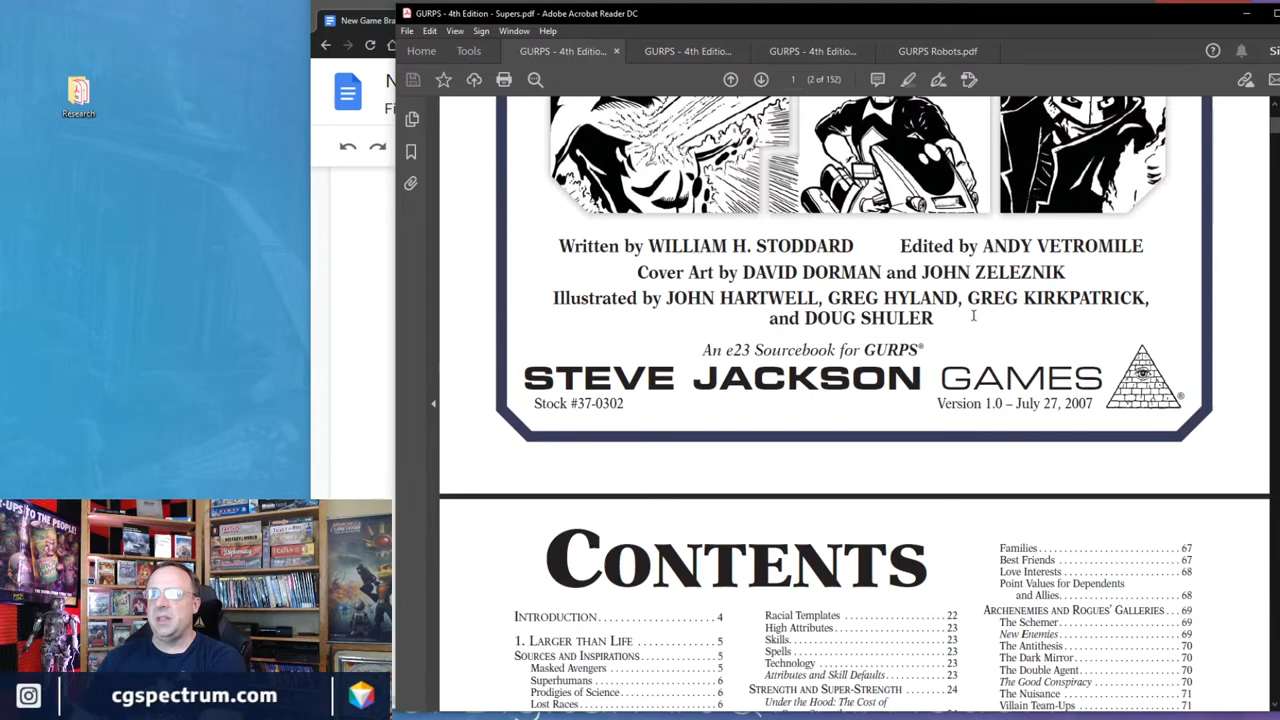 GURPS - 4th Edition - Supers.pdf - Adobe Acrobat Reader DC
New Game Bra
File Edit View Sign Window Help
Home Tools GURPS - 4th Editio... × GURPS - 4th Editio... GURPS - 4th Editio... GURPS Robots.pdf
Si
1 (2 of 152)
Research
N
Fi
Written by WILLIAM H. STODDARD Edited by ANDY VETROMILE
Cover Art by DAVID DORMAN and JOHN ZELEZNIK
Illustrated by JOHN HARTWELL, GREG HYLAND, GREG KIRKPATRICK,
and DOUG SHULER
An e23 Sourcebook for GURPS®
STEVE JACKSON GAMES
®
Stock #37-0302 Version 1.0 – July 27, 2007
CONTENTS
INTRODUCTION. . . . . . . . . . . . . . . . . . 4
1. LARGER THAN LIFE . . . . . . . . . . . . . 5
SOURCES AND INSPIRATIONS. . . . . . . . . . . 5
Masked Avengers . . . . . . . . . . . . . . . . 5
Superhumans . . . . . . . . . . . . . . . . . . 6
Prodigies of Science. . . . . . . . . . . . . . . 6
Lost Races . . . . . . . . . . . . . . . . . . . . 6
Racial Templates . . . . . . . . . . . . . . . . 22
High Attributes . . . . . . . . . . . . . . . . . 23
Skills. . . . . . . . . . . . . . . . . . . . . . . . 23
Spells . . . . . . . . . . . . . . . . . . . . . . . 23
Technology . . . . . . . . . . . . . . . . . . . 23
Attributes and Skill Defaults. . . . . . . . . . 23
STRENGTH AND SUPER-STRENGTH . . . . . . . 24
Under the Hood: The Cost of
Families. . . . . . . . . . . . . . . . . . . . . . 67
Best Friends . . . . . . . . . . . . . . . . . . . 67
Love Interests . . . . . . . . . . . . . . . . . . 68
Point Values for Dependents
and Allies. . . . . . . . . . . . . . . . . . . . 68
ARCHENEMIES AND ROGUES' GALLERIES . . . 69
The Schemer . . . . . . . . . . . . . . . . . . . 69
New Enemies . . . . . . . . . . . . . . . . . . . 69
The Antithesis . . . . . . . . . . . . . . . . . . 70
The Dark Mirror. . . . . . . . . . . . . . . . . 70
The Double Agent . . . . . . . . . . . . . . . . 70
The Good Conspiracy . . . . . . . . . . . . . . 70
The Nuisance . . . . . . . . . . . . . . . . . . 71
Villain Team-Ups . . . . . . . . . . . . . . . . 71
Diplomacy
CATAN
cgspectrum.com